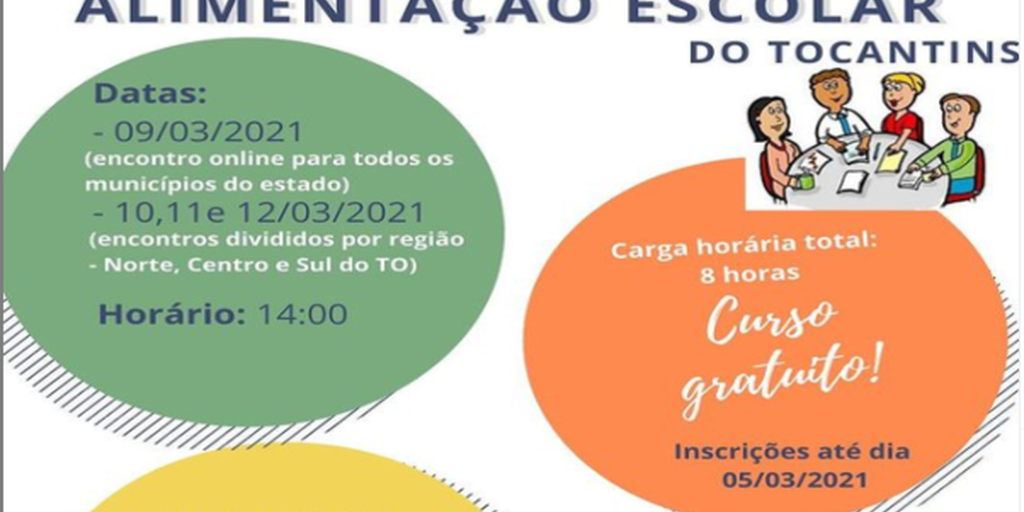 ALIMENTAÇÃO ESCOLAR
DO TOCANTINS
Datas:
- 09/03/2021
(encontro online para todos os
municípios do estado)
- 10,11e 12/03/2021
(encontros divididos por região
- Norte, Centro e Sul do TO)
Horário: 14:00
Carga horária total:
8 horas
Curso
gratuito!
Inscrições até dia
05/03/2021